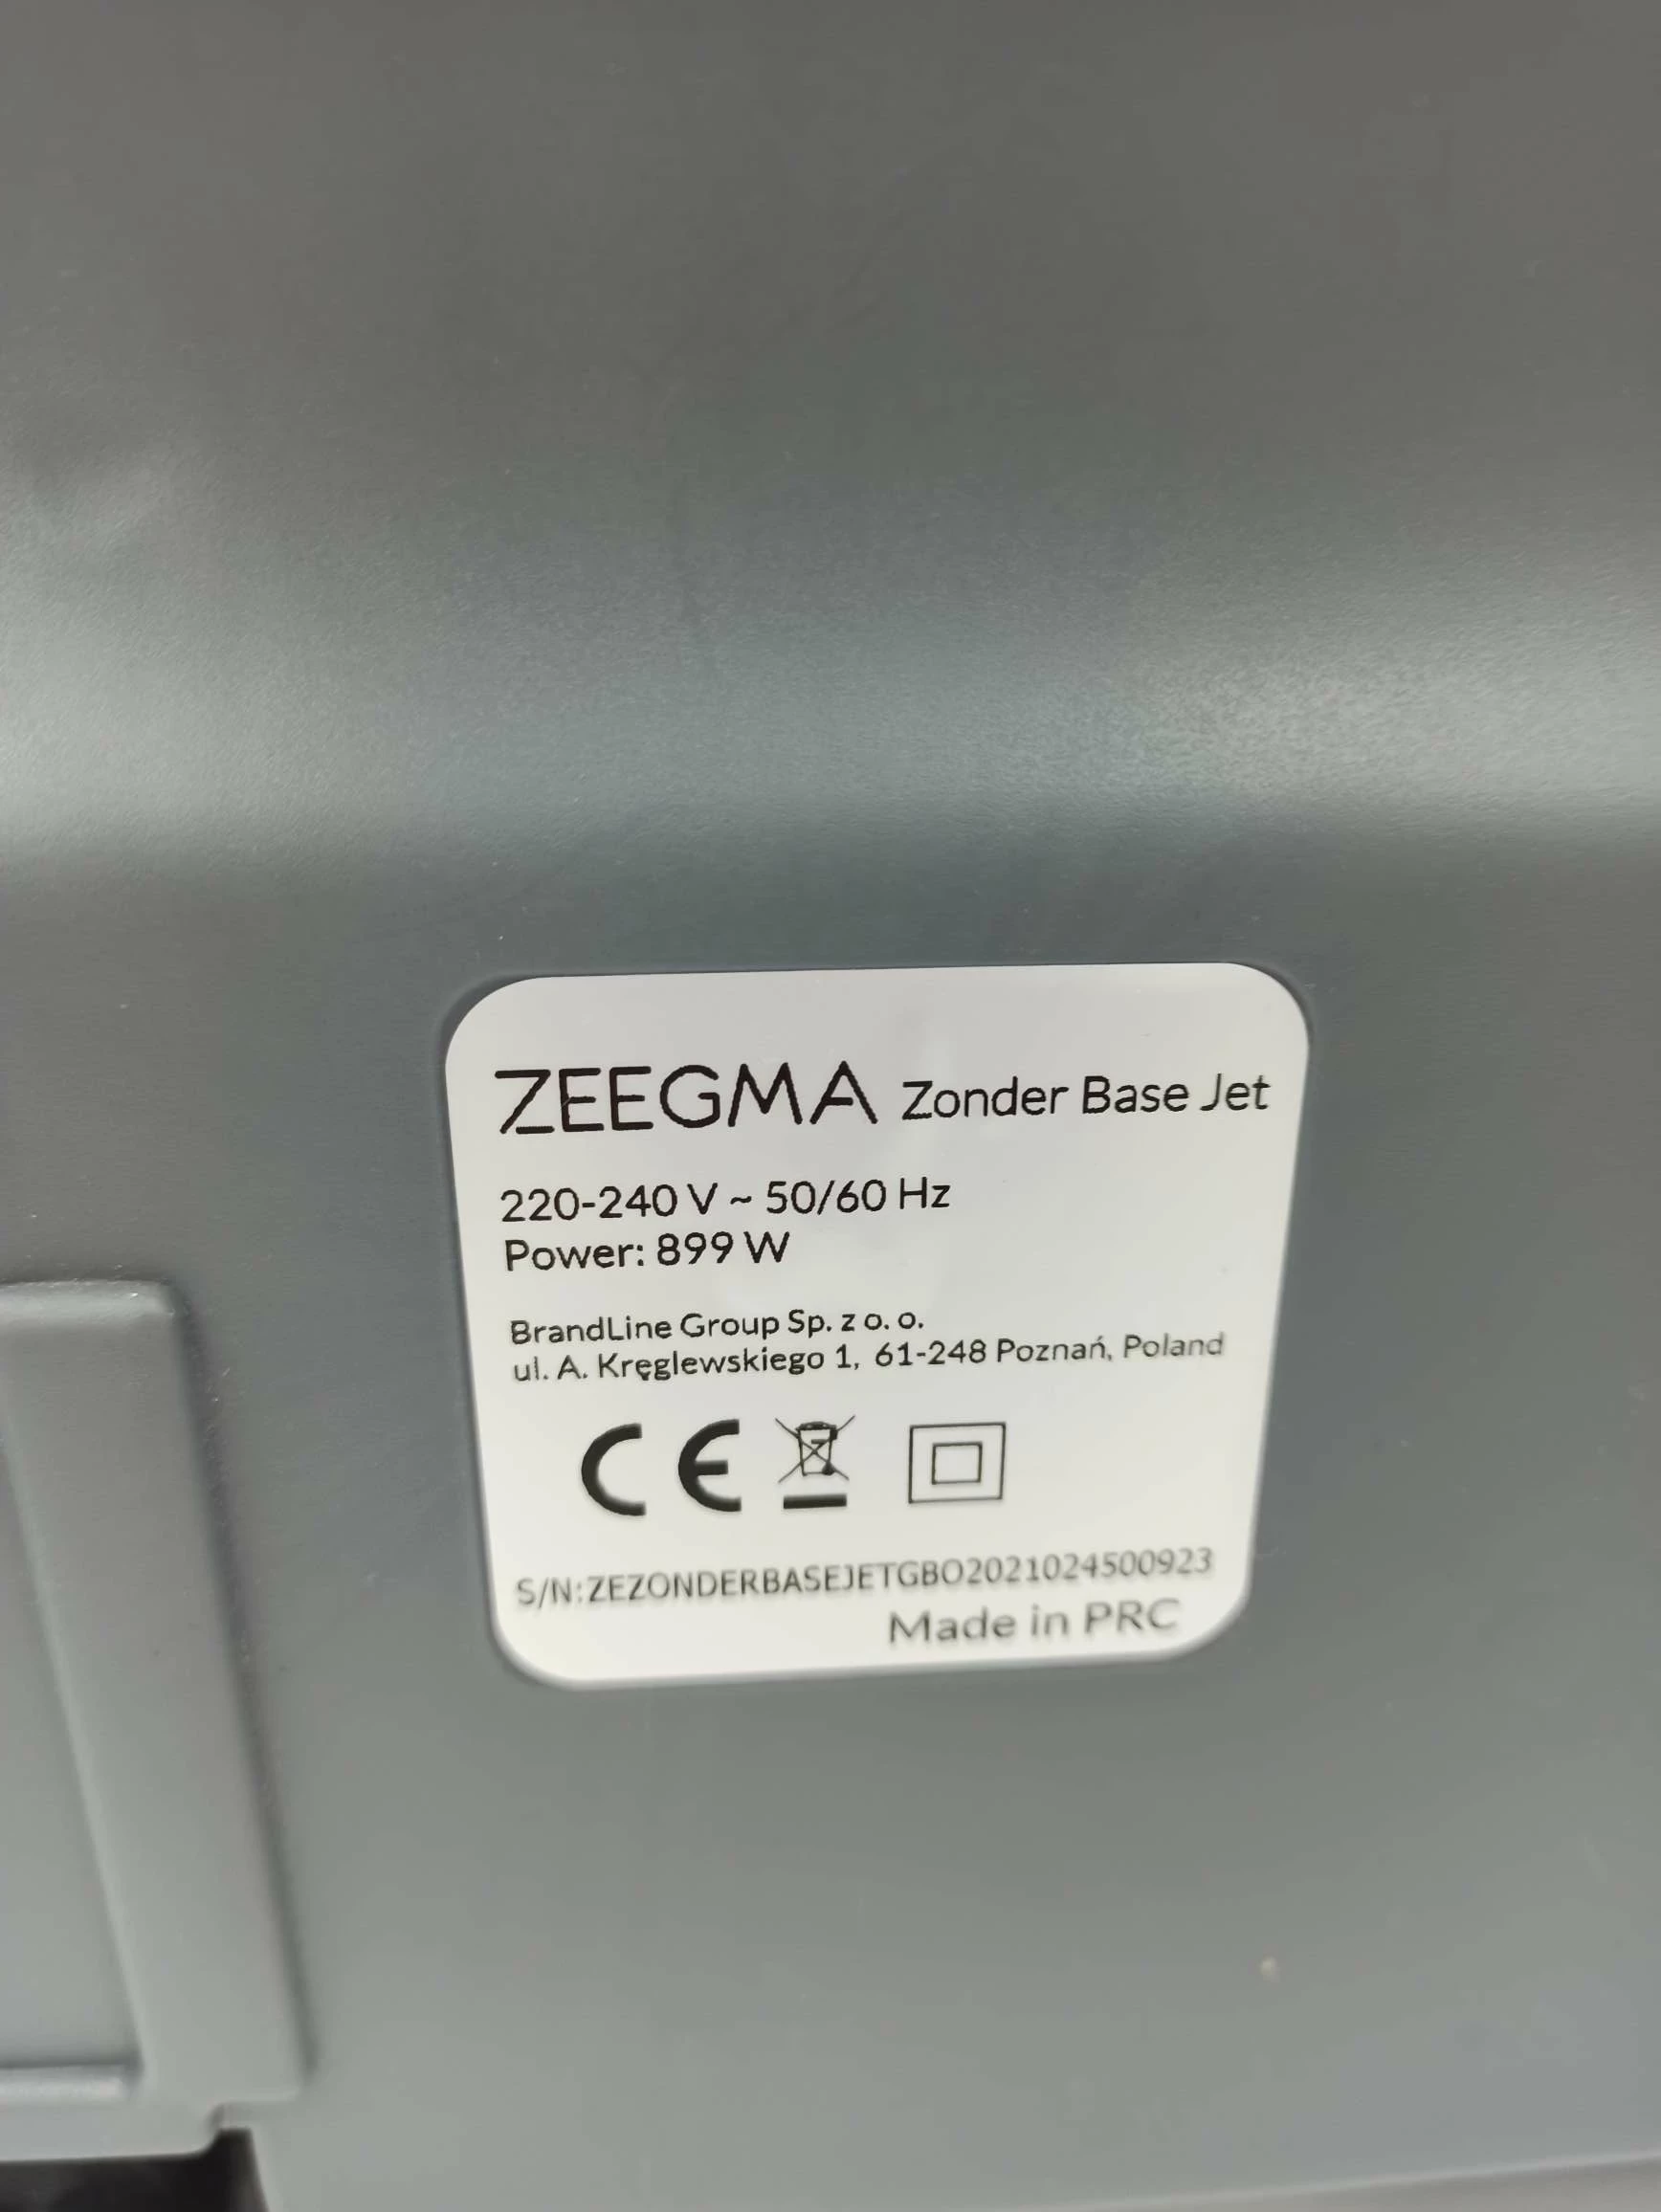 ZEEGMA Zonder Base Jet
220-240 V ~ 50/60 Hz
Power: 899 W
BrandLine Group Sp. z o. o.
ul. A. Kręglewskiego 1, 61-248 Poznań, Poland
CE
S/N:ZEZONDERBASEJETGBO2021024500923
Made in PRC